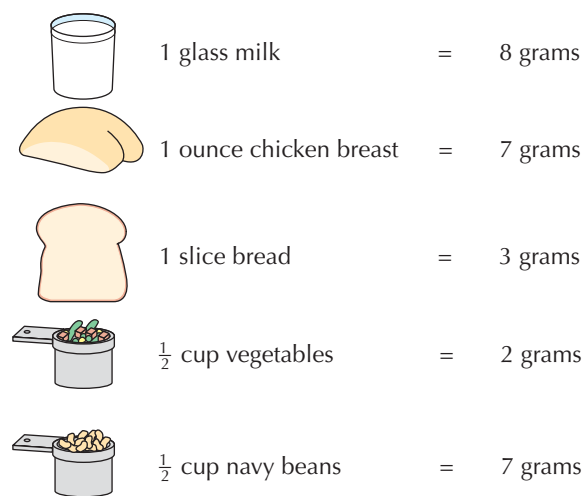 1 glass milk = 8 grams
1 ounce chicken breast = 7 grams
1 slice bread = 3 grams
½ cup vegetables = 2 grams
½ cup navy beans = 7 grams